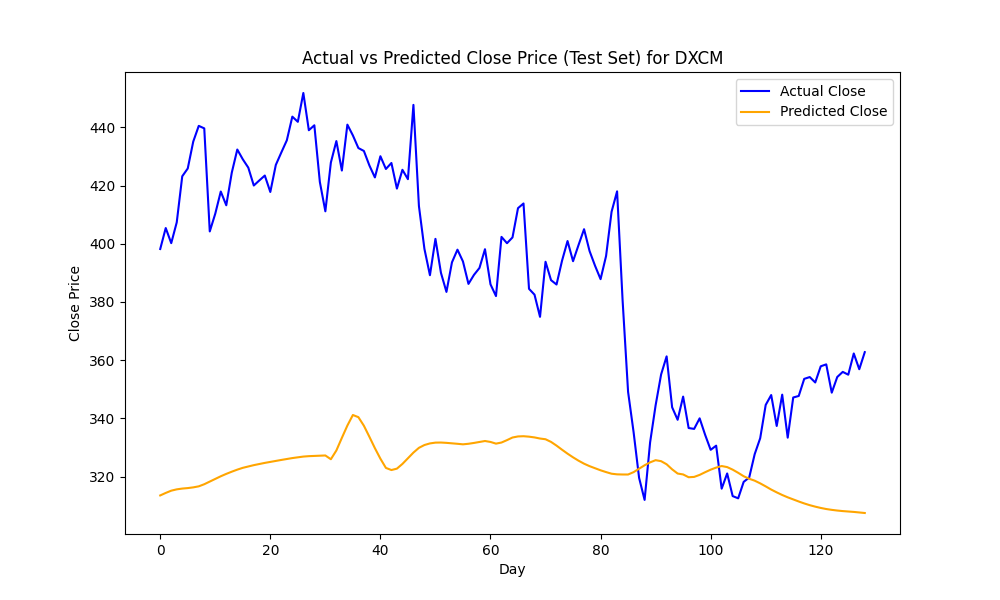 Actual vs Predicted Close Price (Test Set) for DXCM
Actual Close
Predicted Close
Close Price
440
420
400
380
360
340
320
0 20 40 60 80 100 120
Day